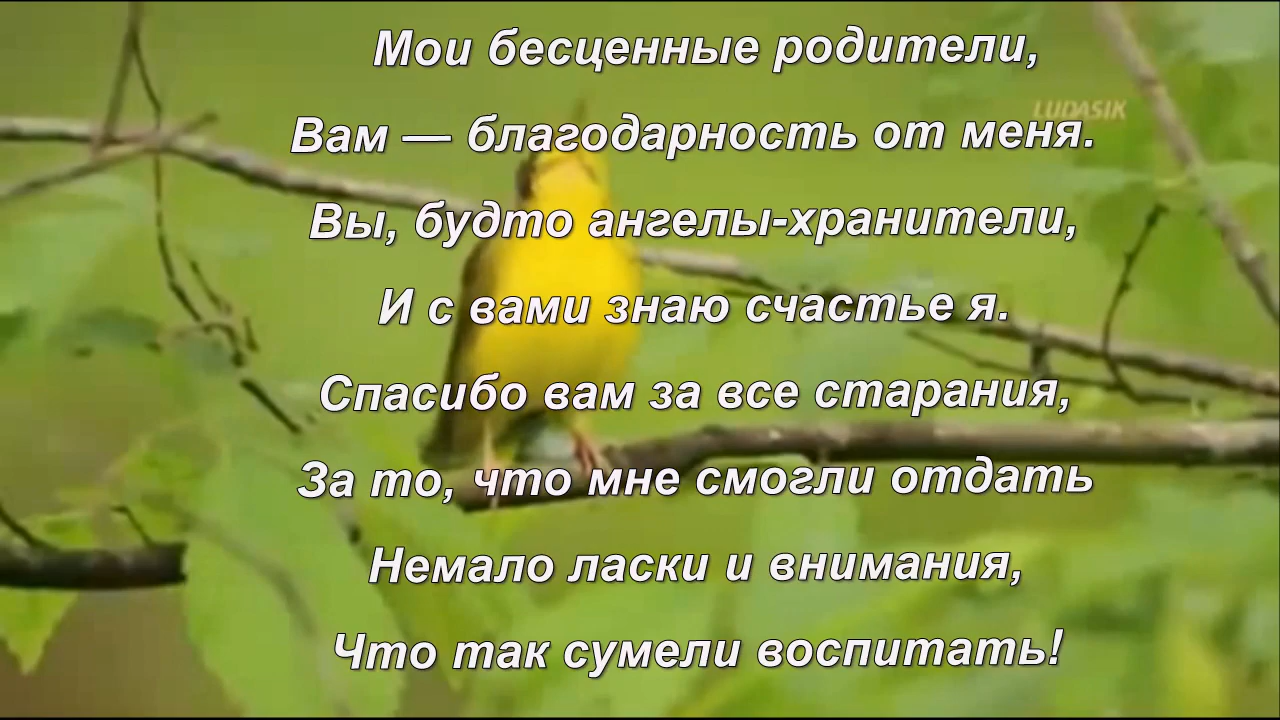 Мои бесценные родители,
LUDASIK
Вам — благодарность от меня.
Вы, будто ангелы-хранители,
И с вами знаю счастье я.
Спасибо вам за все старания,
За то, что мне смогли отдать
Немало ласки и внимания,
Что так сумели воспитать!